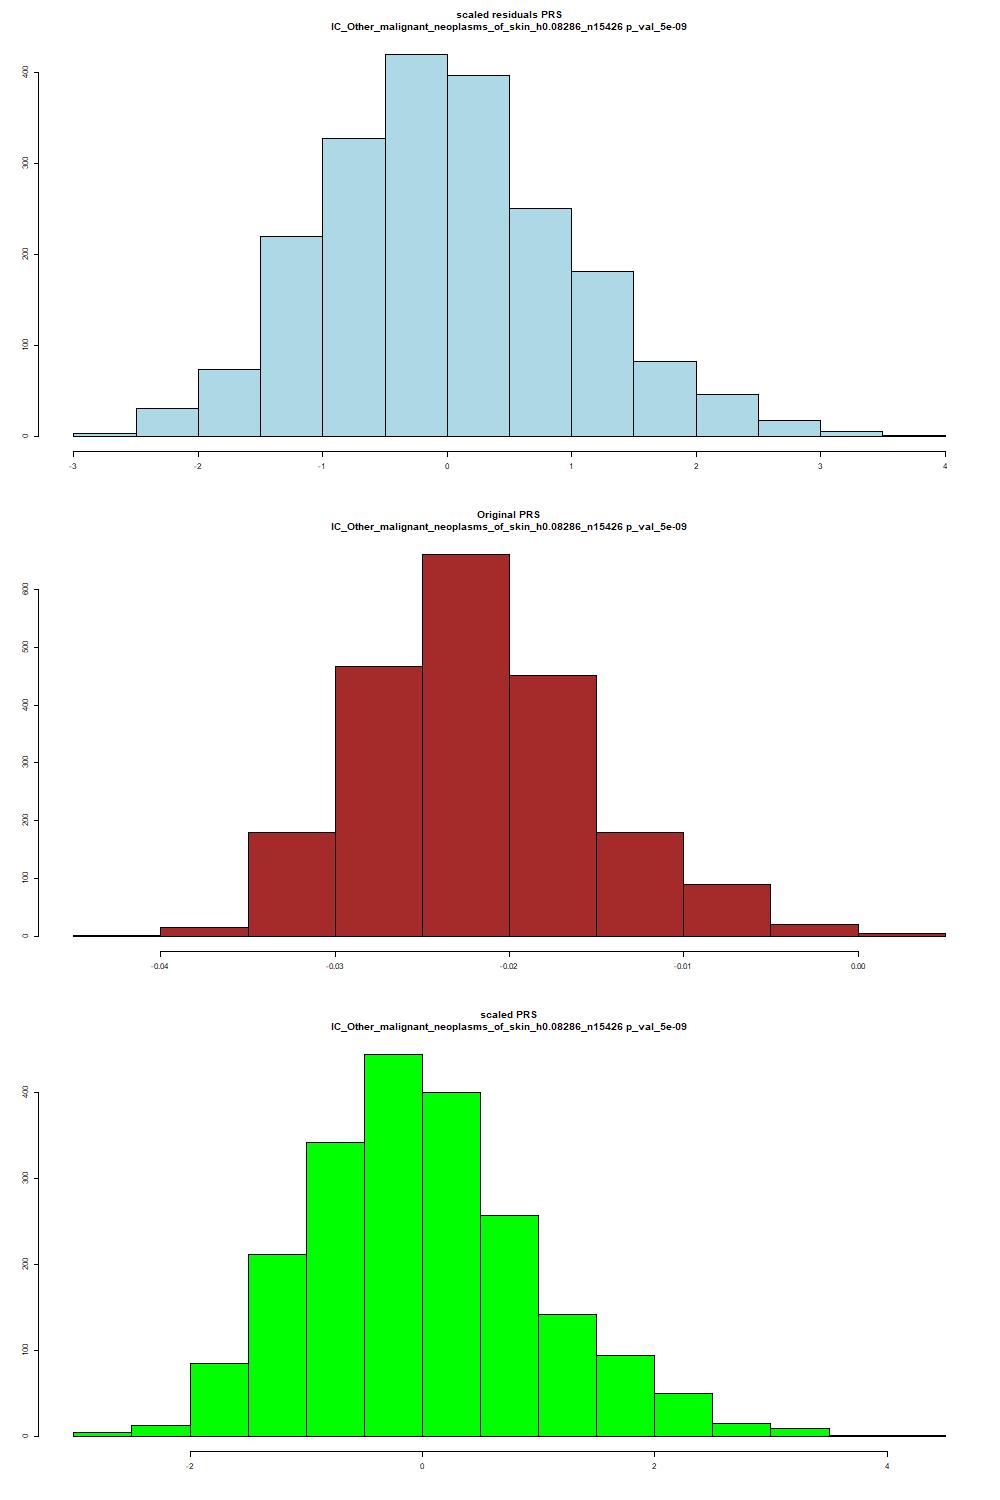 scaled residuals PRS
IC_Other_malignant_neoplasms_of_skin_h0.08286_n15426 p_val_5e-09
400
300
200
100
0
-3 -2 -1 0 1 2 3 4
Original PRS
IC_Other_malignant_neoplasms_of_skin_h0.08286_n15426 p_val_5e-09
600
500
400
300
200
100
0
-0.04 -0.03 -0.02 -0.01 0.00
scaled PRS
IC_Other_malignant_neoplasms_of_skin_h0.08286_n15426 p_val_5e-09
400
300
200
100
0
-2 0 2 4